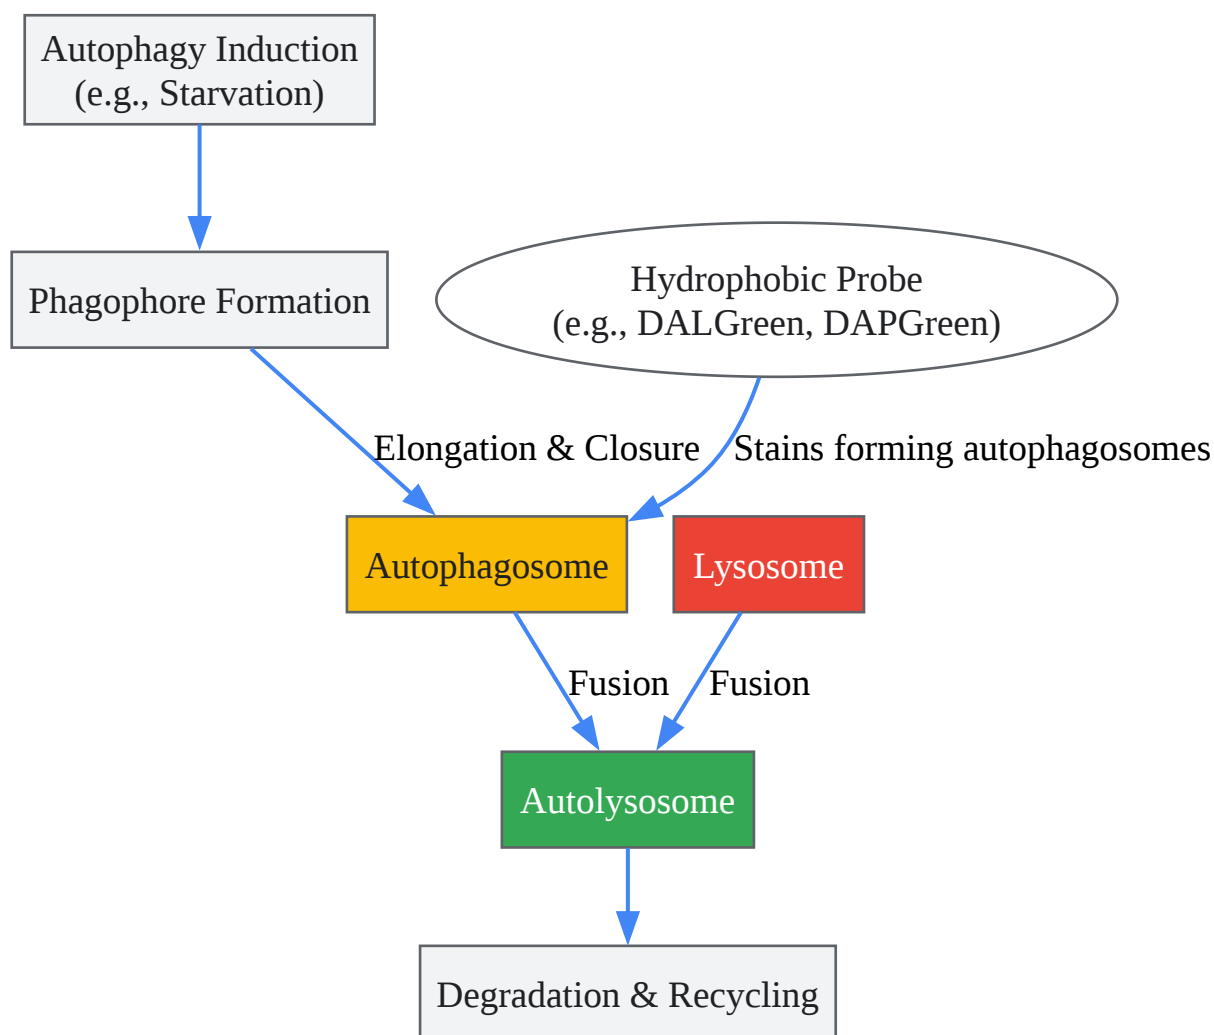 Autophagy Induction
(e.g., Starvation)
Phagophore Formation
Hydrophobic Probe
(e.g., DALGreen, DAPGreen)
Elongation & Closure
Stains forming autophagosomes
Autophagosome
Lysosome
Fusion
Fusion
Autolysosome
Degradation & Recycling